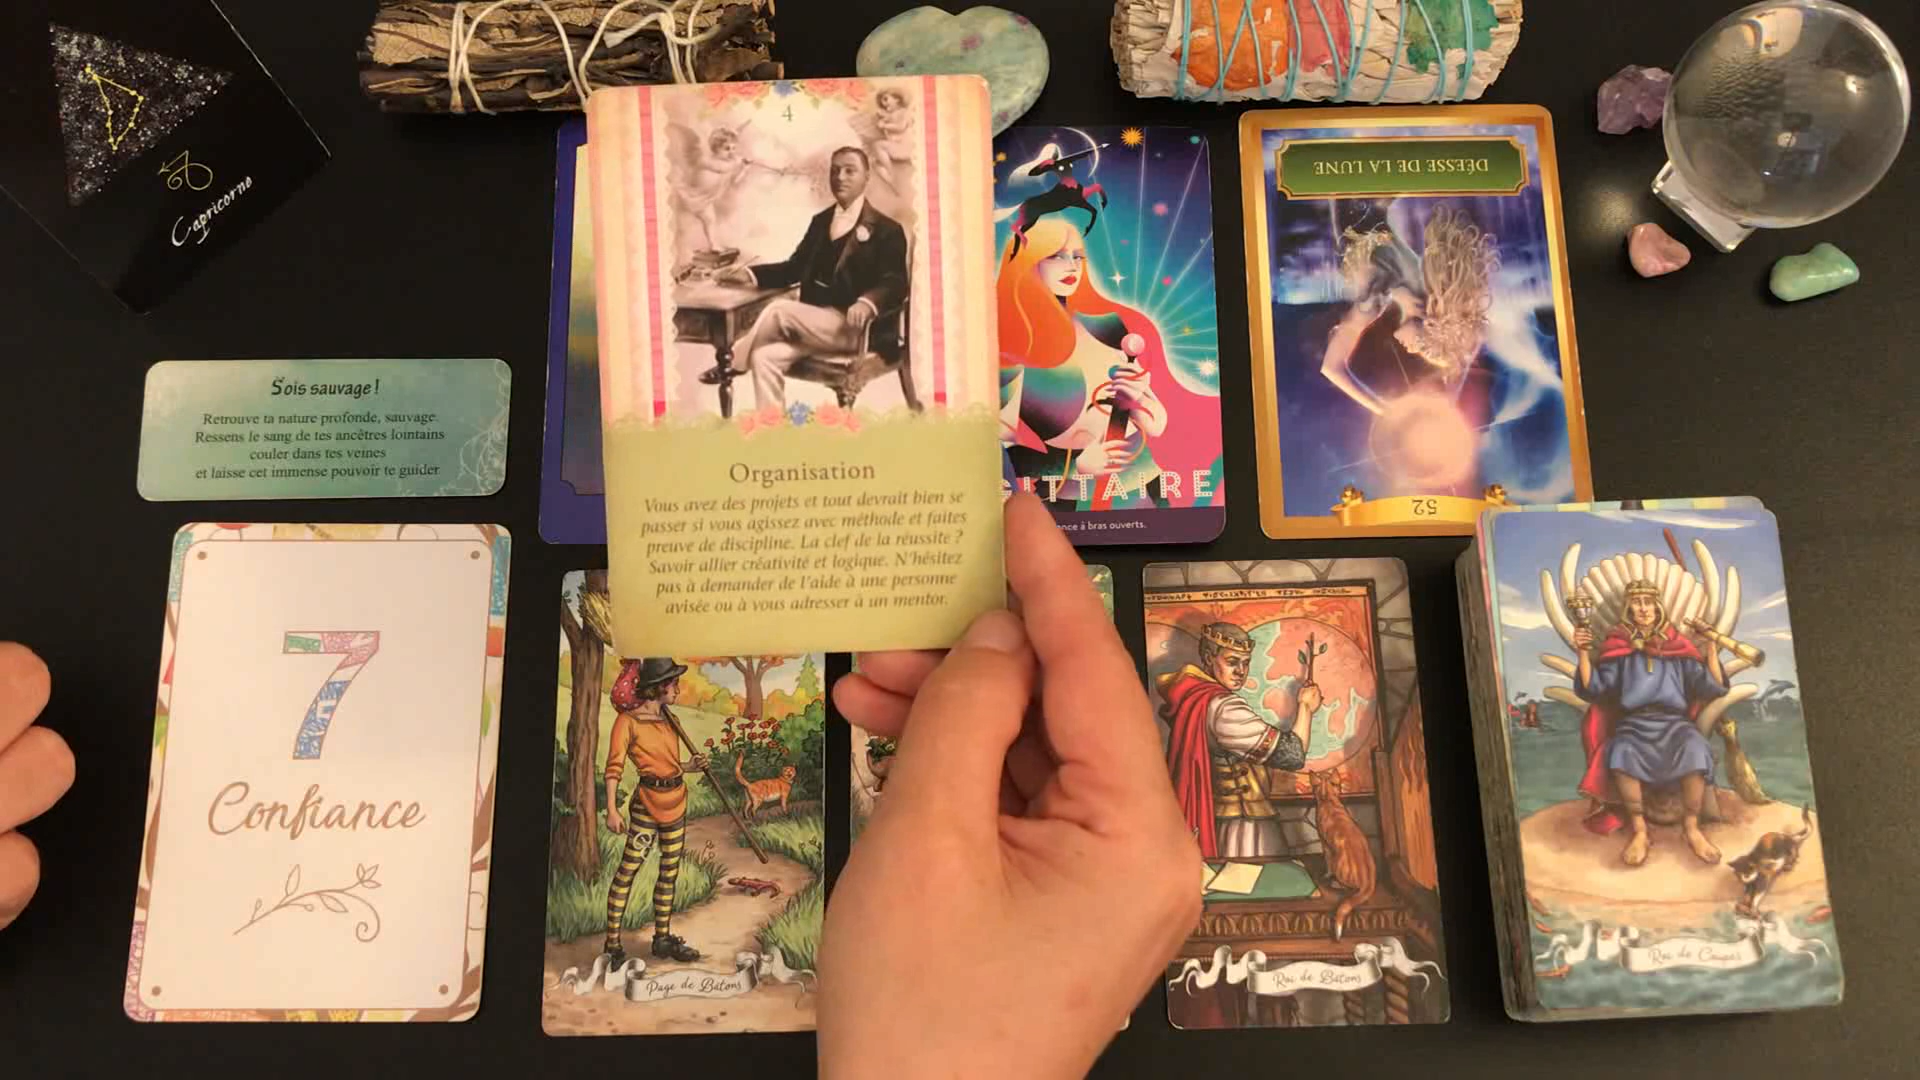 Capricorne
4
DÉESSE DE LA LUNE
Sois sauvage !
Retrouve ta nature profonde, sauvage.
Ressens le sang de tes ancêtres lointains
couler dans tes veines
et laisse cet immense pouvoir te guider
Organisation
Vous avez des projets et tout devrait bien se
passer si vous agissez avec méthode et faites
preuve de discipline. La clef de la réussite ?
Savoir allier créativité et logique. N'hésitez
pas à demander de l'aide à une personne
avisée ou à vous adresser à un mentor.
GITTAIRE
ance à bras ouverts.
52
7
Confiance
Page de Bâtons
Roi de Bâtons
Roi de Coupes